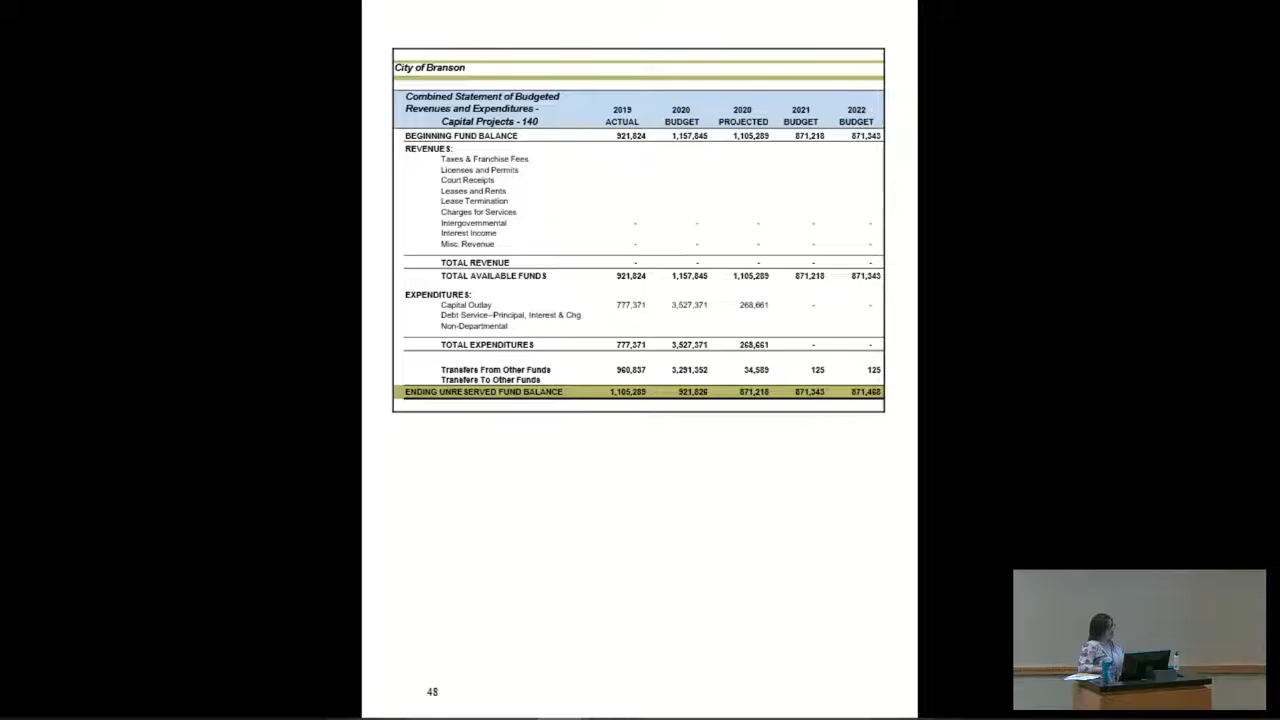 City of Branson
Combined Statement of Budgeted
Revenues and Expenditures - 2019 2020 2020 2021 2022
Capital Projects - 140 ACTUAL BUDGET PROJECTED BUDGET BUDGET
BEGINNING FUND BALANCE 921,824 1,157,845 1,105,289 871,218 871,343
REVENUES:
Taxes & Franchise Fees
Licenses and Permits
Court Receipts
Leases and Rents
Lease Termination
Charges for Services
Intergovernmental - - - - -
Interest Income
Misc. Revenue - - - - -
TOTAL REVENUE - - - - -
TOTAL AVAILABLE FUNDS 921,824 1,157,845 1,105,289 871,218 871,343
EXPENDITURES:
Capital Outlay 777,371 3,527,371 268,661 - -
Debt Service--Principal, Interest & Chg
Non-Departmental
TOTAL EXPENDITURES 777,371 3,527,371 268,661 - -
Transfers From Other Funds 960,837 3,291,352 34,589 125 125
Transfers To Other Funds
ENDING UNRESERVED FUND BALANCE 1,105,289 921,826 871,218 871,343 871,468
48